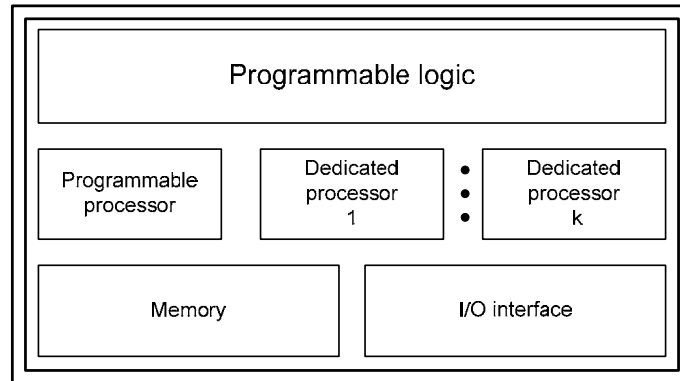 Programmable logic
Programmable
processor
Dedicated
processor
1
Dedicated
processor
k
Memory
I/O interface